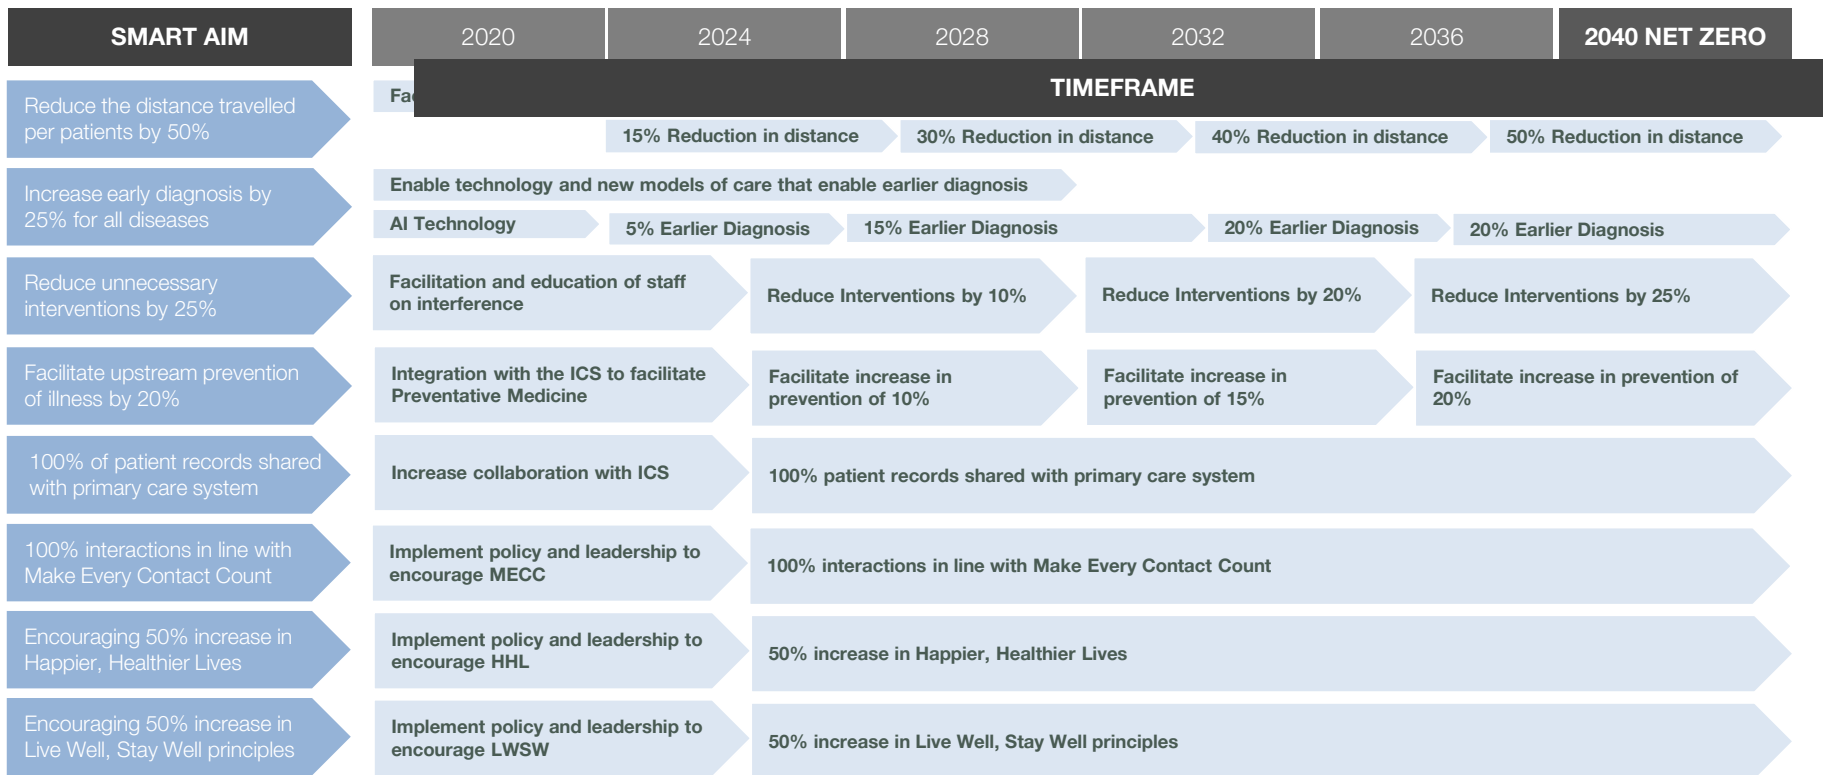 SMART AIM
2020
2024
2028
2032
2036
2040 NET ZERO
TIMEFRAME
Reduce the distance travelled
per patients by 50%
15% Reduction in distance
30% Reduction in distance
40% Reduction in distance
50% Reduction in distance
Increase early diagnosis by
25% for all diseases
Enable technology and new models of care that enable earlier diagnosis
AI Technology
5% Earlier Diagnosis
15% Earlier Diagnosis
20% Earlier Diagnosis
20% Earlier Diagnosis
Reduce unnecessary
interventions by 25%
Facilitation and education of staff
on interference
Reduce Interventions by 10%
Reduce Interventions by 20%
Reduce Interventions by 25%
Facilitate upstream prevention
of illness by 20%
Integration with the ICS to facilitate
Preventative Medicine
Facilitate increase in
prevention of 10%
Facilitate increase in
prevention of 15%
Facilitate increase in prevention of
20%
100% of patient records shared
with primary care system
Increase collaboration with ICS
100% patient records shared with primary care system
100% interactions in line with
Make Every Contact Count
Implement policy and leadership to
encourage MECC
100% interactions in line with Make Every Contact Count
Encouraging 50% increase in
Happier, Healthier Lives
Implement policy and leadership to
encourage HHL
50% increase in Happier, Healthier Lives
Encouraging 50% increase in
Live Well, Stay Well principles
Implement policy and leadership to
encourage LWSW
50% increase in Live Well, Stay Well principles